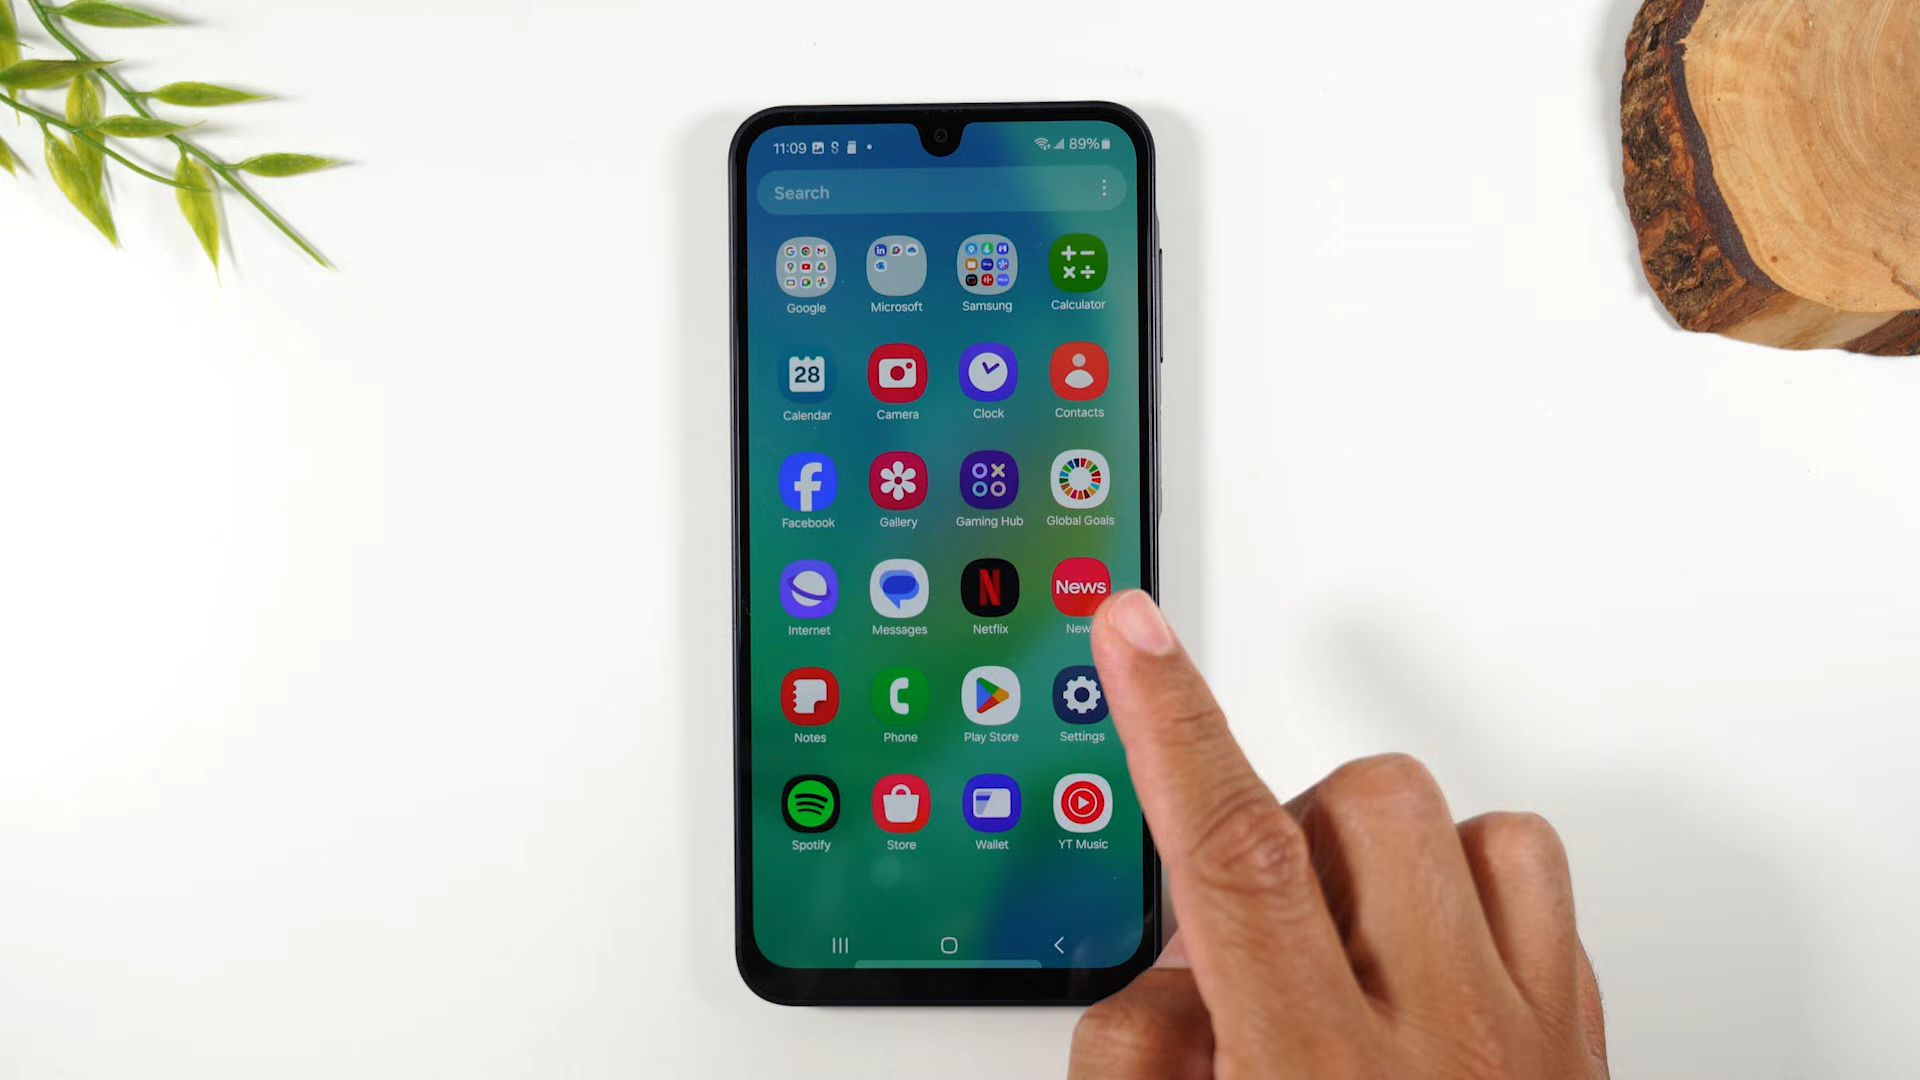 11:09
89%
Search
Google Microsoft Samsung Calculator
28
Calendar Camera Clock Contacts
Facebook Gallery Gaming Hub Global Goals
News
Internet Messages Netflix New
Notes Phone Play Store Settings
Spotify Store Wallet YT Music